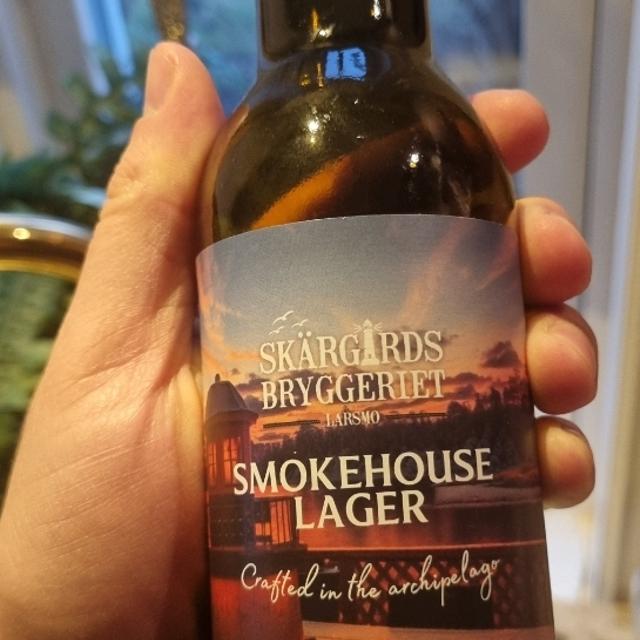 SKÄRGÅRDS
BRYGGERIET
LARSMO
SMOKEHOUSE
LAGER
Crafted in the archipelago